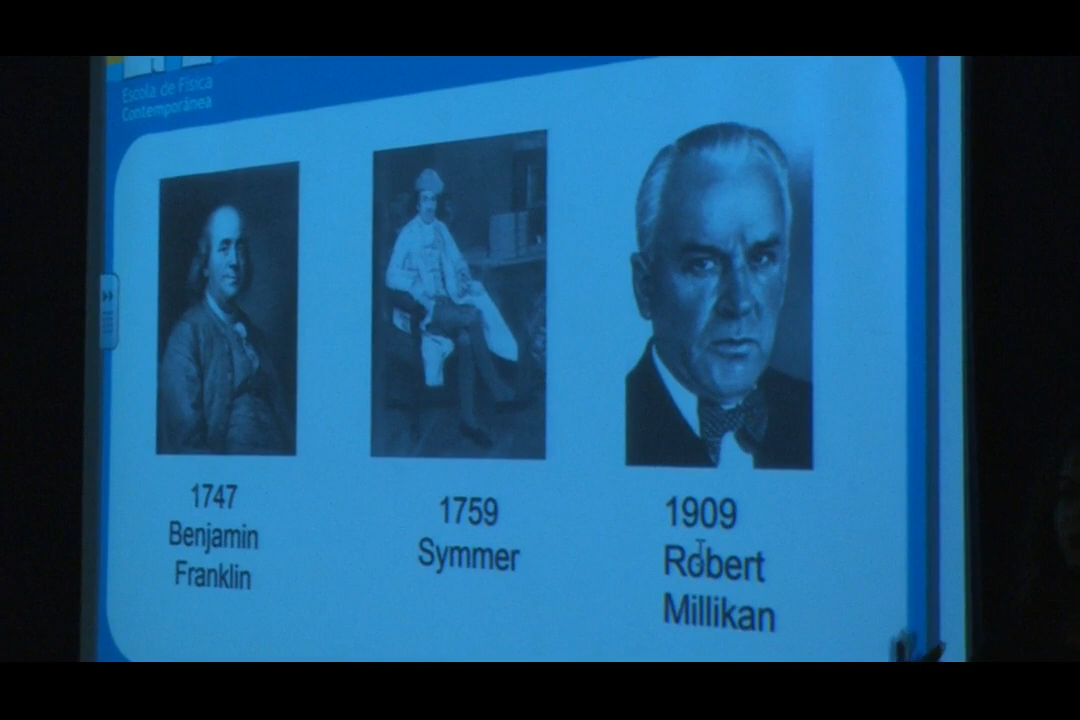 Escola de Física
Contemporânea
1747
Benjamin
Franklin
1759
Symmer
1909
Robert
Millikan